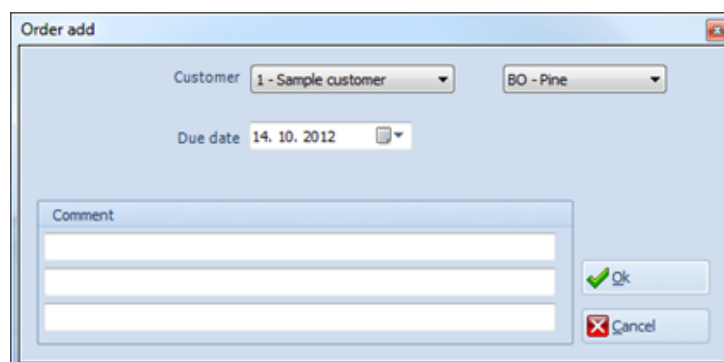 Order add
Customer 1 - Sample customer BO - Pine
Due date 14. 10. 2012
Comment
Ok
Cancel